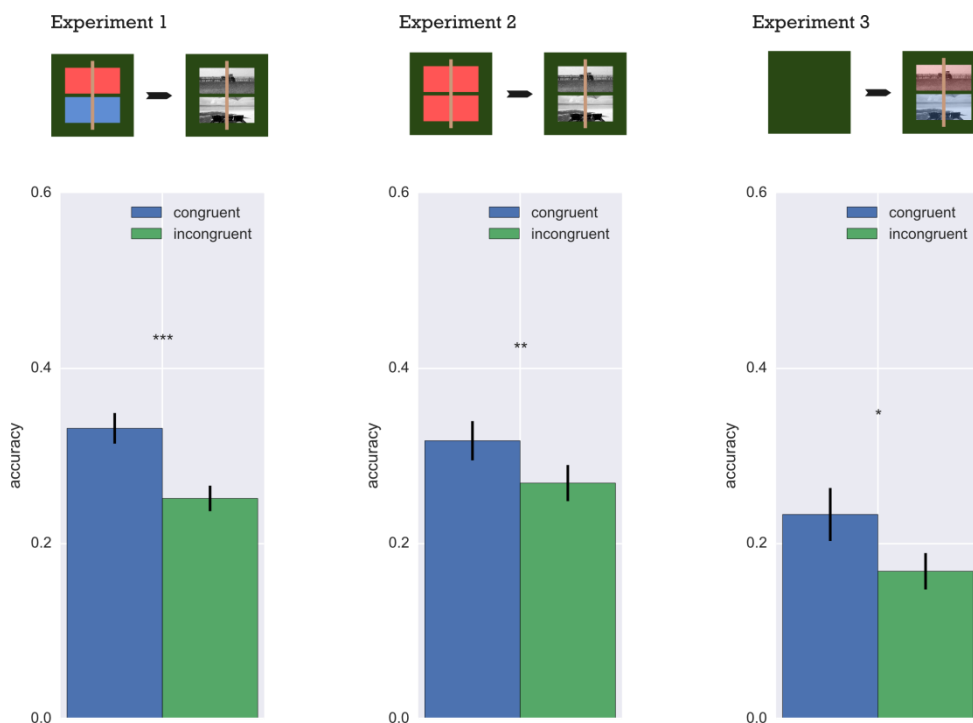 Experiment 1
Experiment 2
Experiment 3
0.6
congruent
incongruent
***
0.4
accuracy
0.2
0.0
0.6
congruent
incongruent
**
0.4
accuracy
0.2
0.0
0.6
congruent
incongruent
*
0.4
accuracy
0.2
0.0